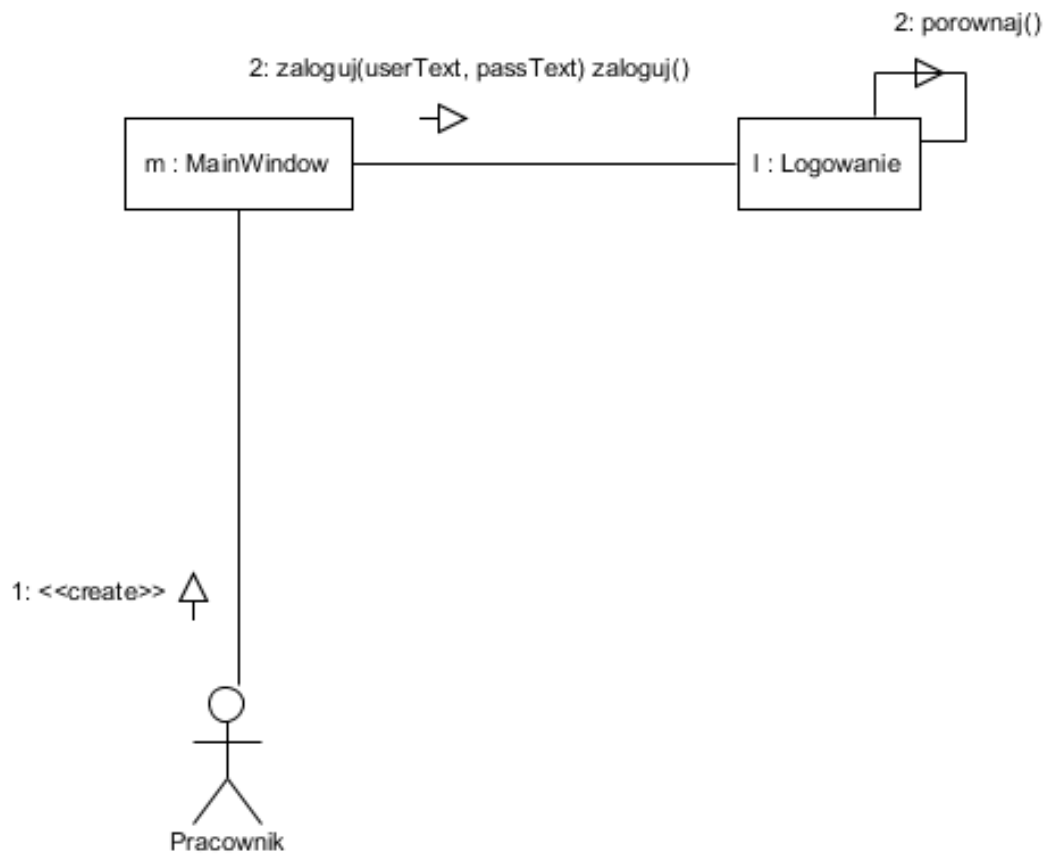 2: porownaj()
2: zaloguj(userText, passText) zaloguj()
m : MainWindow
l : Logowanie
1: <<create>>
Pracownik